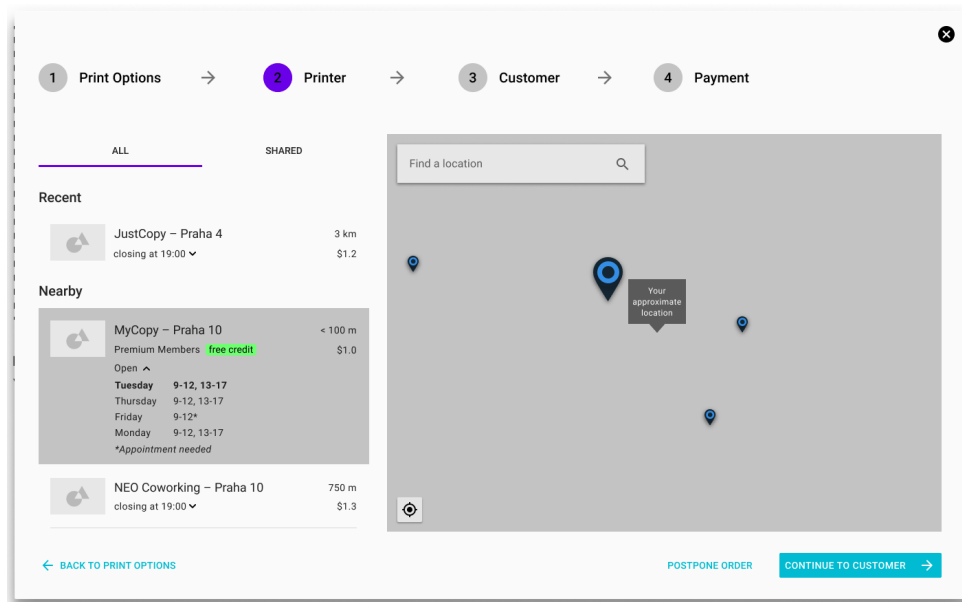 1 Print Options → 2 Printer → 3 Customer → 4 Payment
ALL SHARED
Recent
JustCopy – Praha 4 3 km
closing at 19:00 $1.2
Nearby
MyCopy – Praha 10 < 100 m
Premium Members free credit $1.0
Open
Tuesday 9-12, 13-17
Thursday 9-12, 13-17
Friday 9-12*
Monday 9-12, 13-17
*Appointment needed
NEO Coworking – Praha 10 750 m
closing at 19:00 $1.3
Find a location
Your
approximate
location
← BACK TO PRINT OPTIONS
POSTPONE ORDER
CONTINUE TO CUSTOMER →